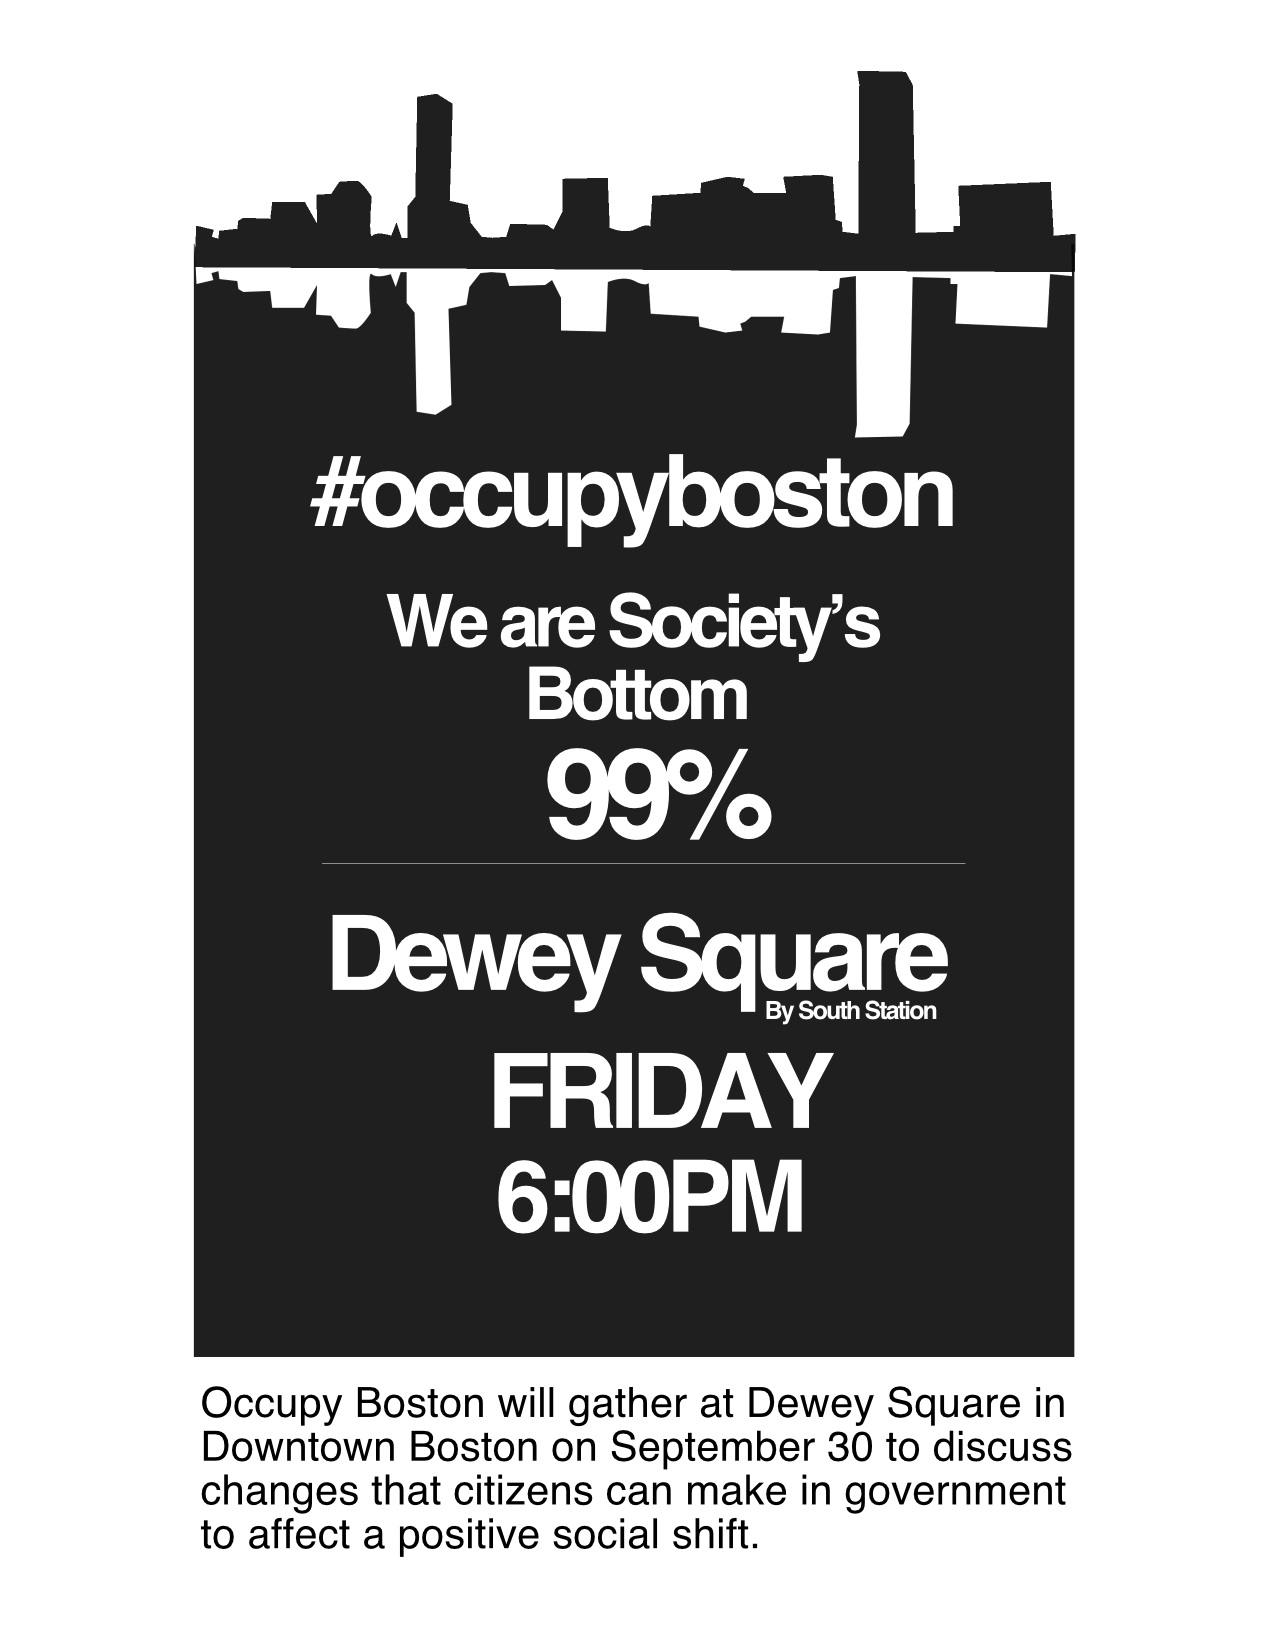 #occupyboston
We are Society’s
Bottom
99%
Dewey Square
By South Station
FRIDAY
6:00PM
Occupy Boston will gather at Dewey Square in
Downtown Boston on September 30 to discuss
changes that citizens can make in government
to affect a positive social shift.